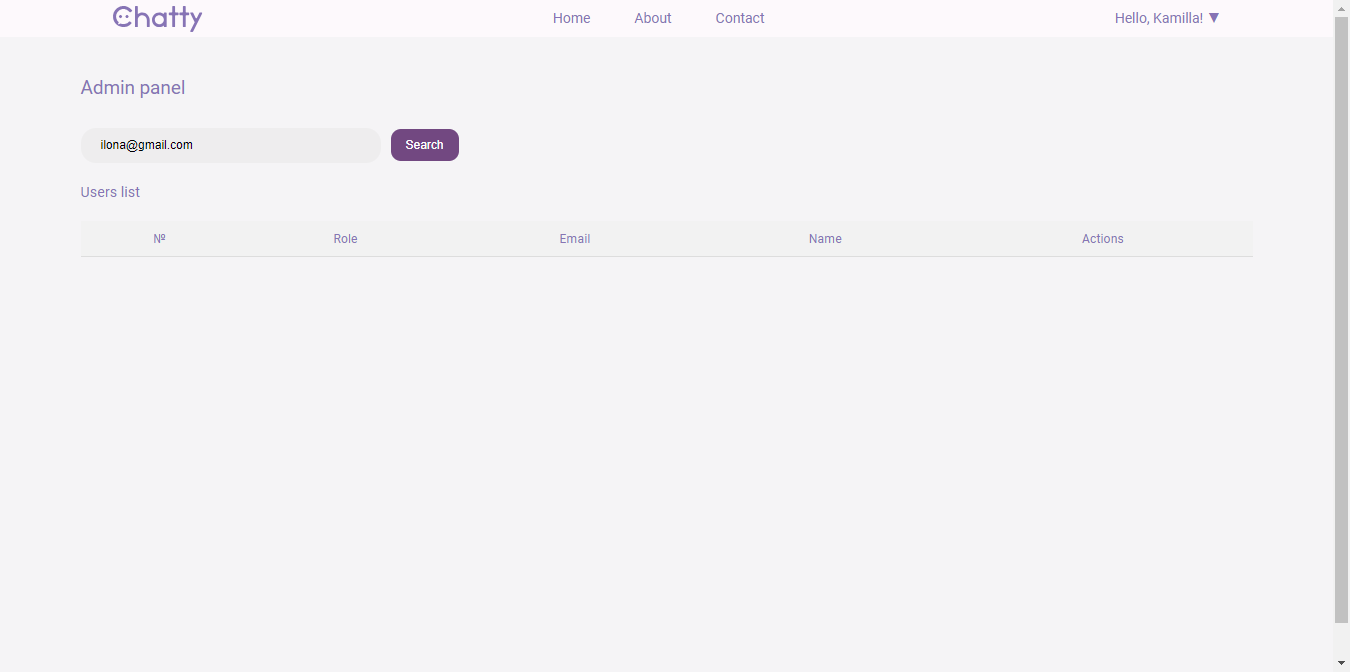 Chatty
Home About Contact
Hello, Kamilla! ▼
Admin panel
ilona@gmail.com
Search
Users list
№ Role Email Name Actions